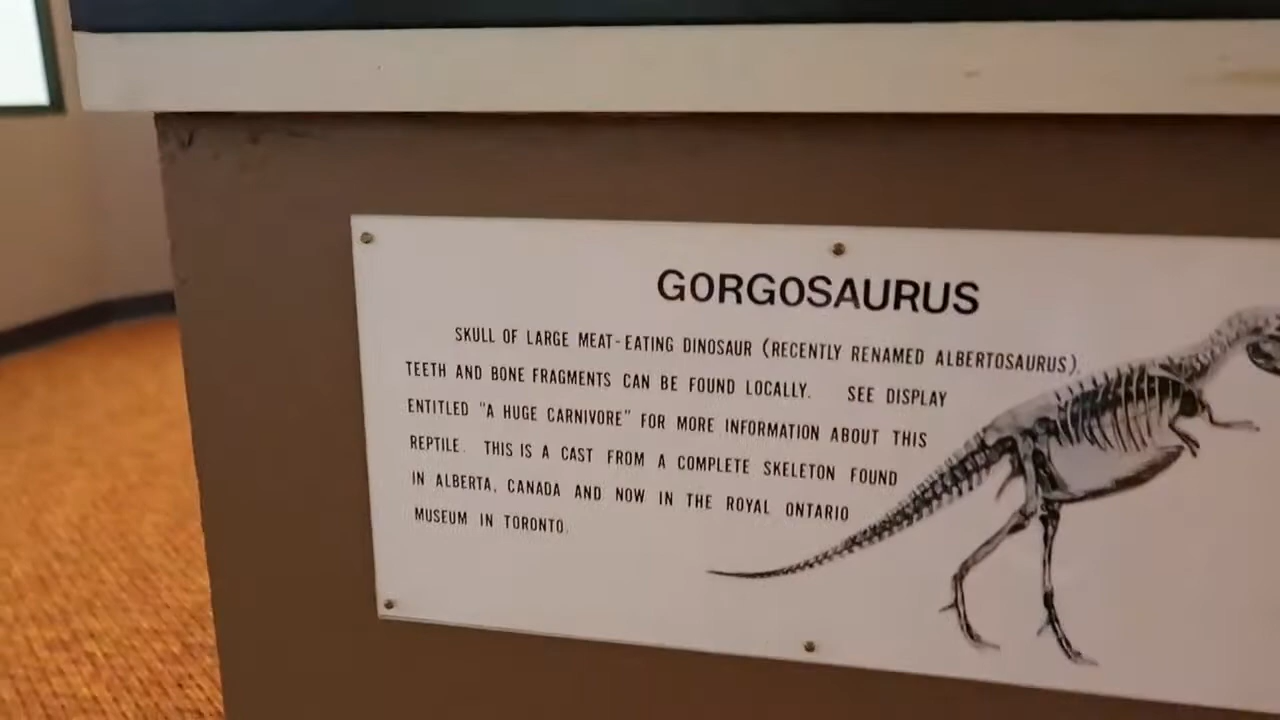 GORGOSAURUS
SKULL OF LARGE MEAT-EATING DINOSAUR (RECENTLY RENAMED ALBERTOSAURUS).
TEETH AND BONE FRAGMENTS CAN BE FOUND LOCALLY. SEE DISPLAY
ENTITLED "A HUGE CARNIVORE" FOR MORE INFORMATION ABOUT THIS
REPTILE. THIS IS A CAST FROM A COMPLETE SKELETON FOUND
IN ALBERTA, CANADA AND NOW IN THE ROYAL ONTARIO
MUSEUM IN TORONTO.